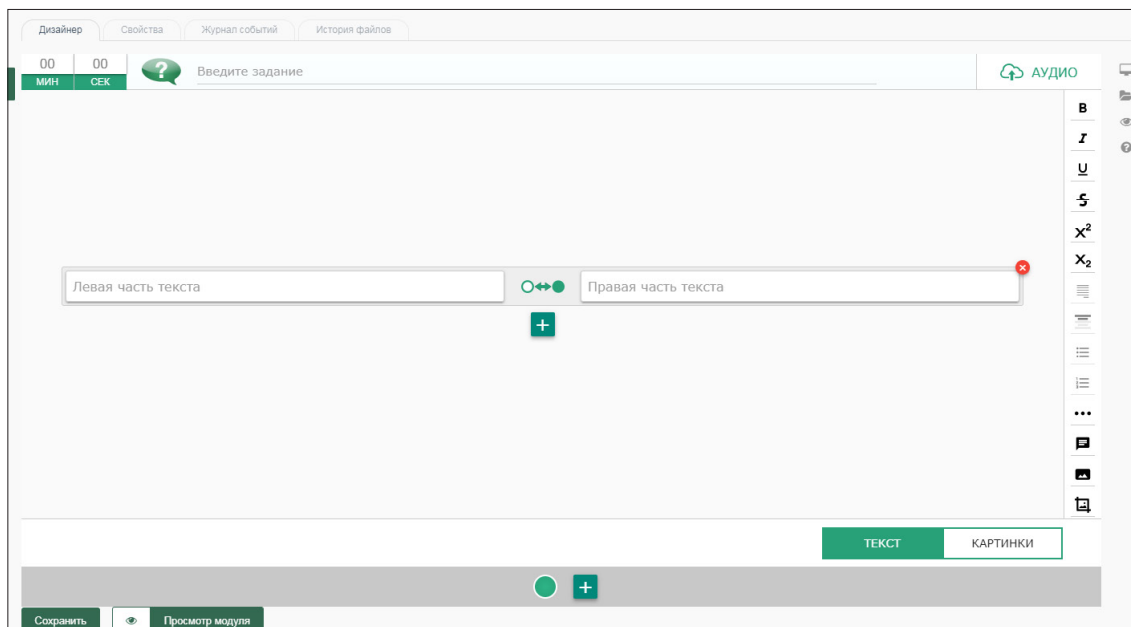 Дизайнер Свойства Журнал событий История файлов
00 00
МИН СЕК
? Введите задание
АУДИО
B
I
U
S
X²
X₂
Левая часть текста Правая часть текста
+
ТЕКСТ КАРТИНКИ
+
Сохранить Просмотр модуля